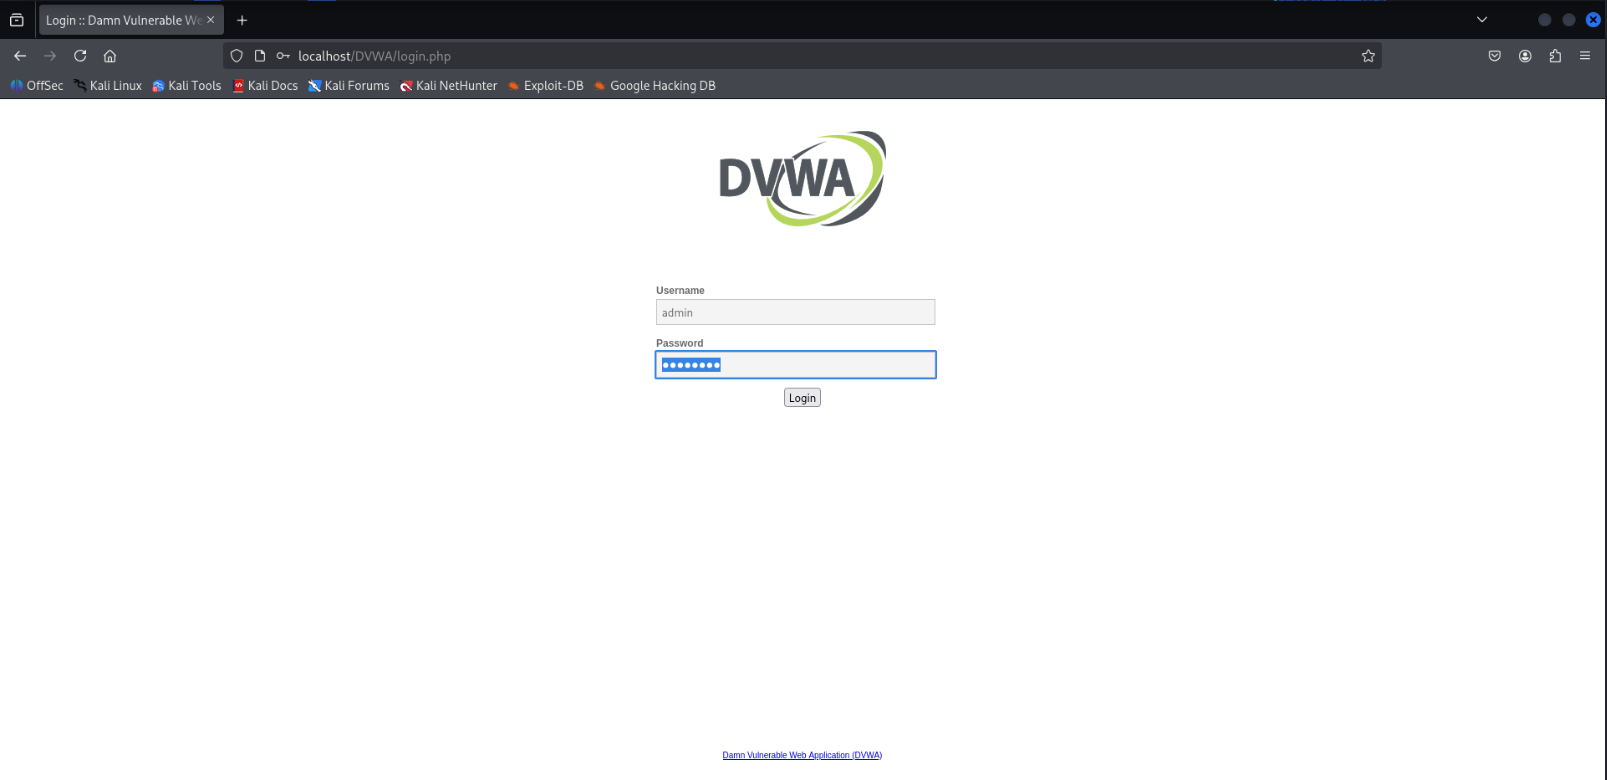 Login :: Damn Vulnerable We
localhost/DVWA/login.php
OffSec Kali Linux Kali Tools Kali Docs Kali Forums Kali NetHunter Exploit-DB Google Hacking DB
DVWA
Username
admin
Password
Login
Damn Vulnerable Web Application (DVWA)